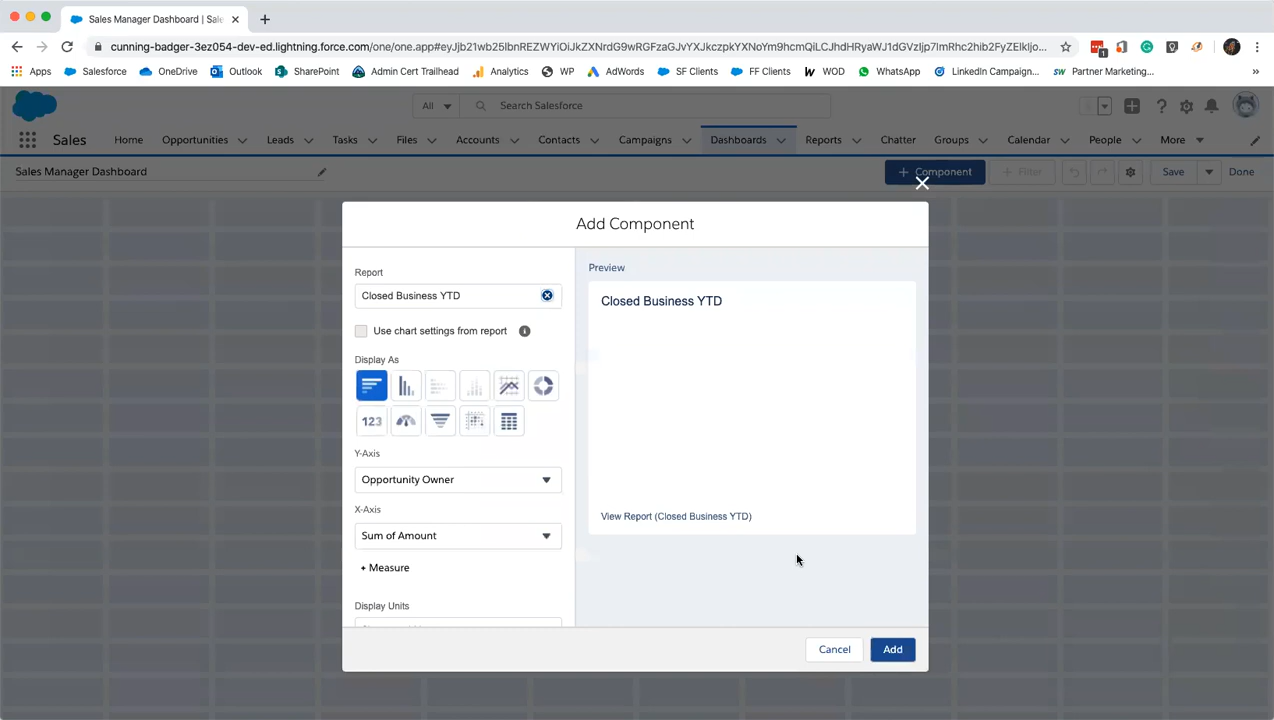 Sales Manager Dashboard | Sale
cunning-badger-3ez054-dev-ed.lightning.force.com/one/one.app#
Apps Salesforce OneDrive Outlook SharePoint Admin Cert Trailhead Analytics WP AdWords SF Clients FF Clients WOD WhatsApp LinkedIn Campaign... Partner Marketing... »
All Search Salesforce
Sales Home Opportunities Leads Tasks Files Accounts Contacts Campaigns Dashboards Reports Chatter Groups Calendar People More
Sales Manager Dashboard + Component + Filter Save Done
Add Component
Report
Closed Business YTD
Use chart settings from report
Display As
123
Y-Axis
Opportunity Owner
X-Axis
Sum of Amount
+ Measure
Display Units
Preview
Closed Business YTD
View Report (Closed Business YTD)
Cancel Add